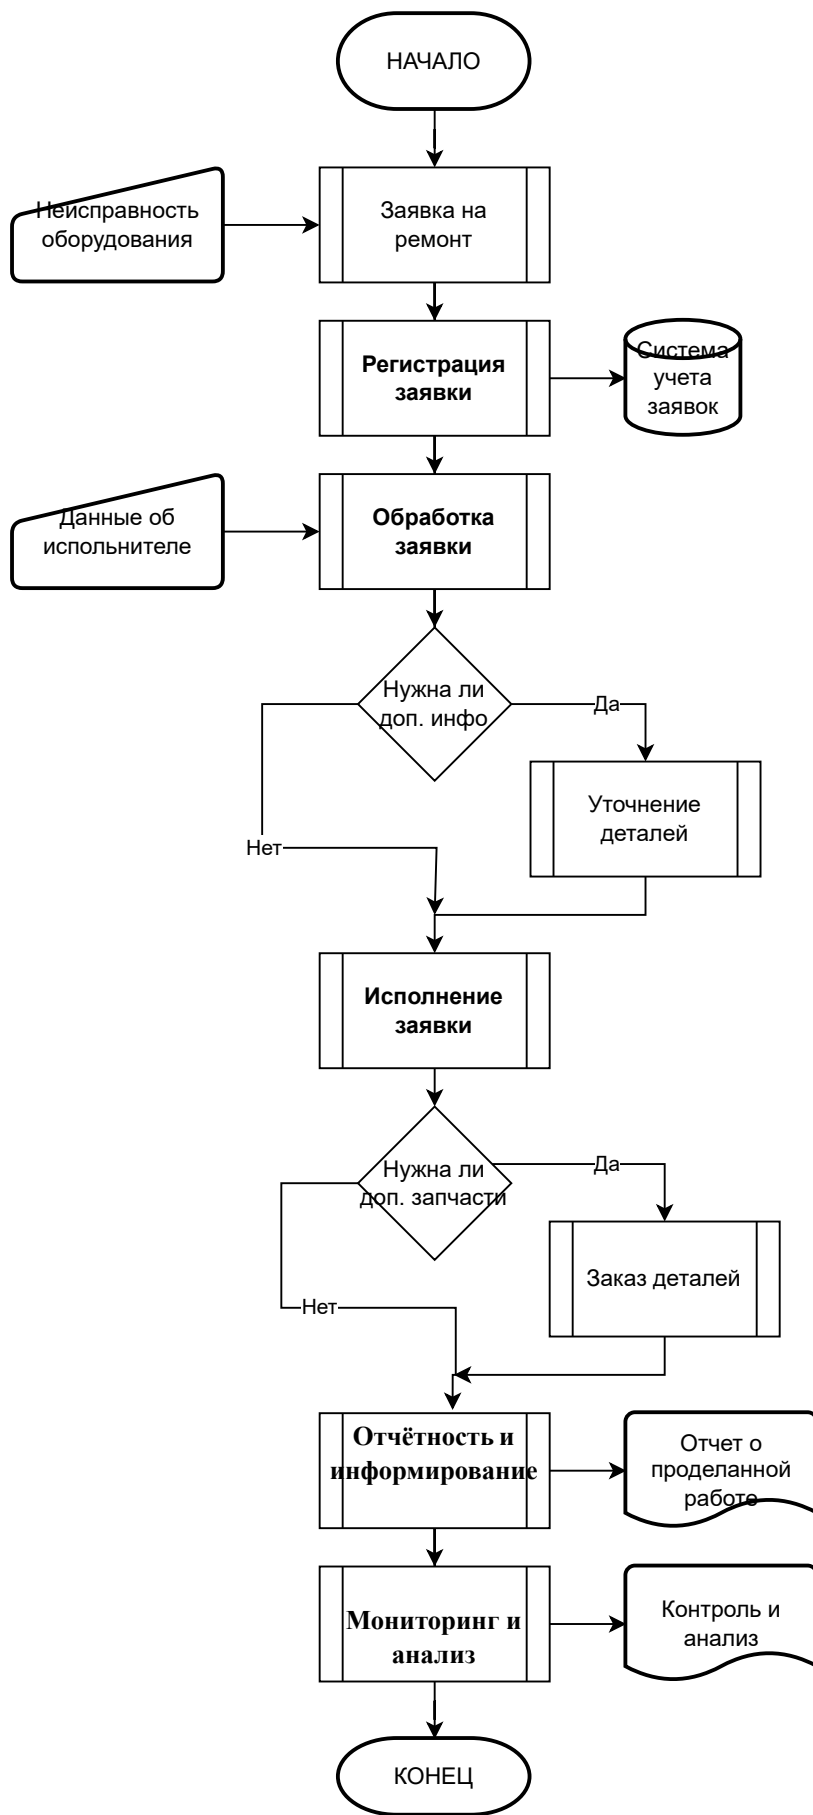 НАЧАЛО
Неисправность
оборудования
Заявка на
ремонт
Регистрация
заявки
Система
учета
заявок
Данные об
испольнителе
Обработка
заявки
Нужна ли
доп. инфо
Да
Уточнение
деталей
Нет
Исполнение
заявки
Нужна ли
доп. запчасти
Да
Заказ деталей
Нет
Отчётность и
информирование
Отчет о
проделанной
работе
Мониторинг и
анализ
Контроль и
анализ
КОНЕЦ